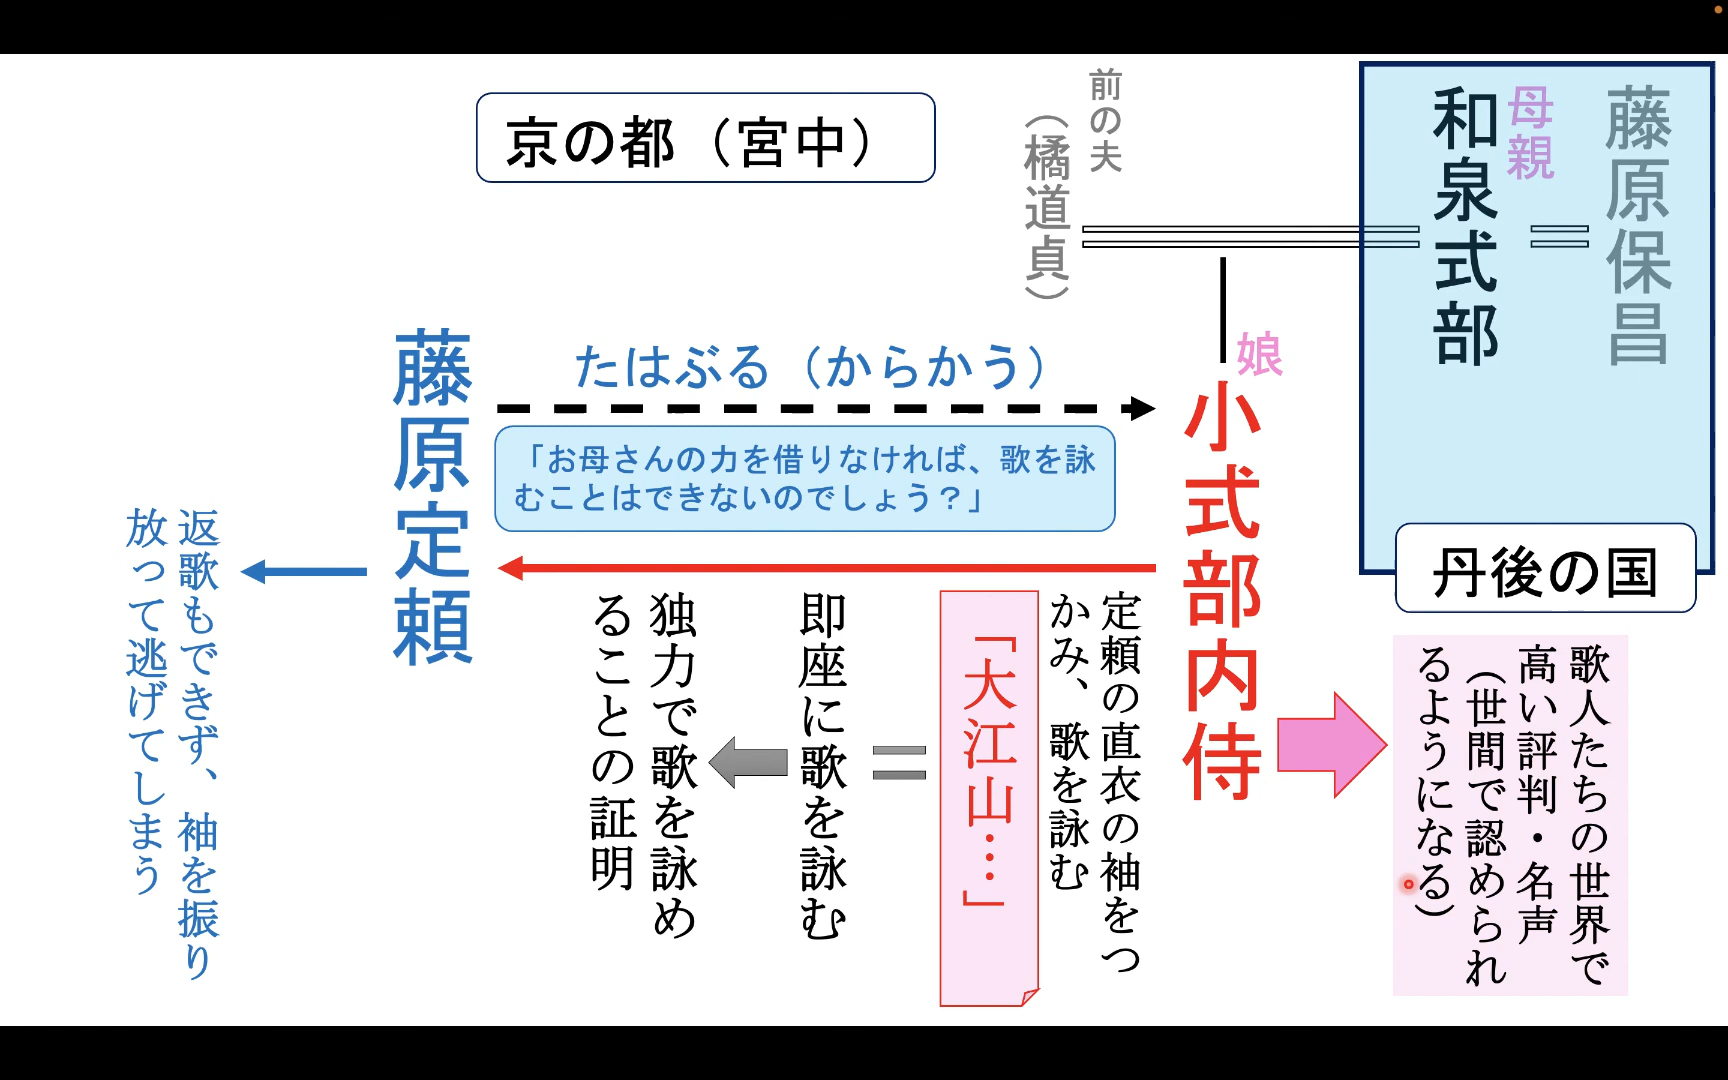 藤原保昌
母親
和泉式部
丹後の国
前の夫
（橘道貞）
京の都（宮中）
娘
小式部内侍
たはぶる（からかう）
「お母さんの力を借りなければ、歌を詠
むことはできないのでしょう？」
藤原定頼
定頼の直衣の袖をつ
かみ、歌を詠む
「大江山…」
＝
即座に歌を詠む
独力で歌を詠め
ることの証明
返歌もできず、袖を振り
放って逃げてしまう
歌人たちの世界で
高い評判・名声
（世間で認められ
るようになる）